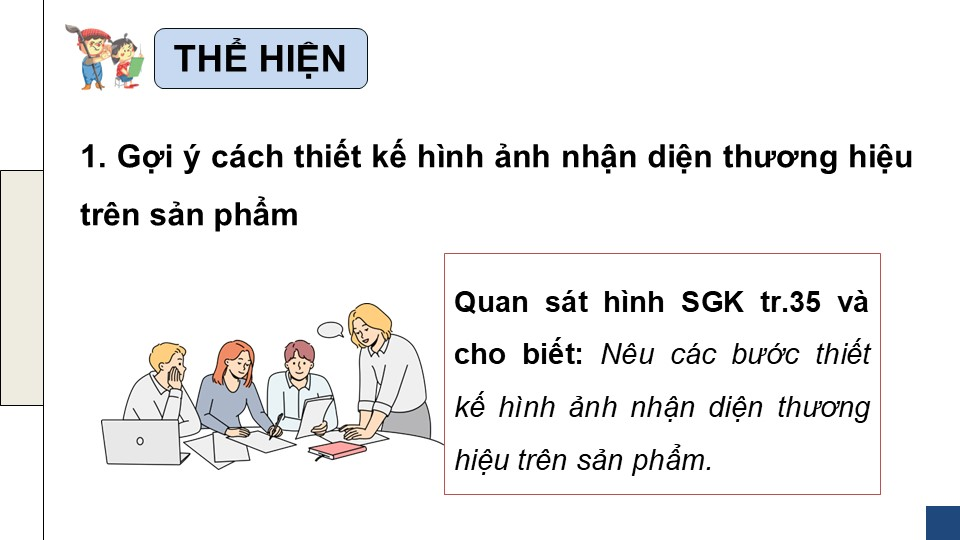 THỂ HIỆN
1. Gợi ý cách thiết kế hình ảnh nhận diện thương hiệu
trên sản phẩm
Quan sát hình SGK tr.35 và
cho biết: Nêu các bước thiết
kế hình ảnh nhận diện thương
hiệu trên sản phẩm.